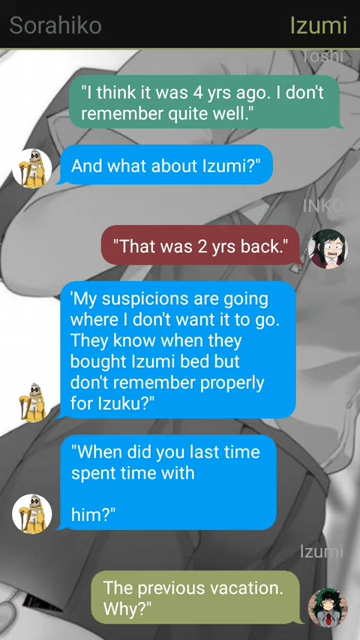 Sorahiko
Izumi
Toshi
"I think it was 4 yrs ago. I don't
remember quite well."
And what about Izumi?"
INKO
"That was 2 yrs back."
'My suspicions are going
where I don't want it to go.
They know when they
bought Izumi bed but
don't remember properly
for Izuku?"
"When did you last time
spent time with
him?"
Izumi
The previous vacation.
Why?"